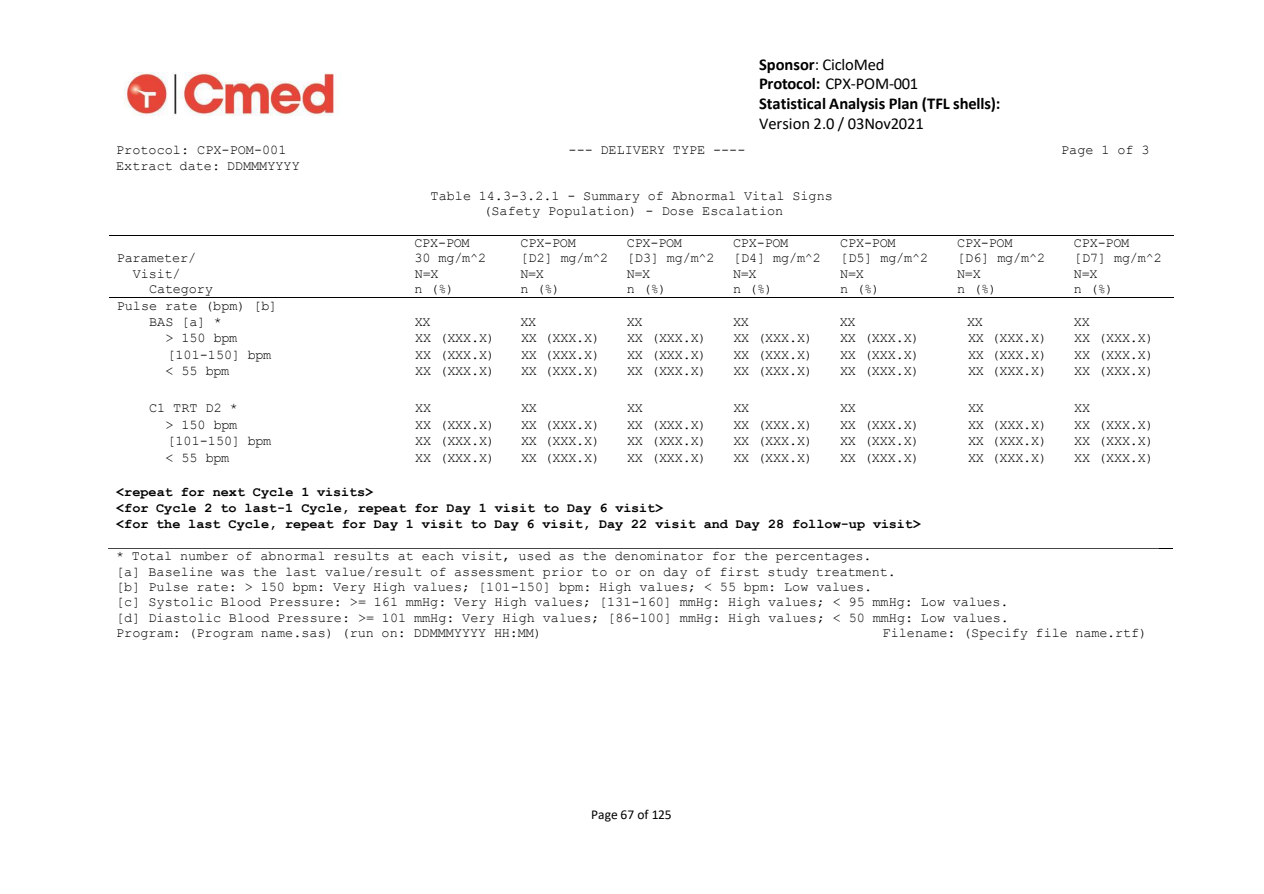 Cmed
Sponsor: CicloMed
Protocol: CPX-POM-001
Statistical Analysis Plan (TFL shells):
Version 2.0 / 03Nov2021
Protocol: CPX-POM-001 --- DELIVERY TYPE ---- Page 1 of 3
Extract date: DDMMMYYYY
Table 14.3-3.2.1 - Summary of Abnormal Vital Signs
(Safety Population) - Dose Escalation
CPX-POM CPX-POM CPX-POM CPX-POM CPX-POM CPX-POM CPX-POM
Parameter/ 30 mg/m^2 [D2] mg/m^2 [D3] mg/m^2 [D4] mg/m^2 [D5] mg/m^2 [D6] mg/m^2 [D7] mg/m^2
Visit/ N=X N=X N=X N=X N=X N=X N=X
Category n (%) n (%) n (%) n (%) n (%) n (%) n (%)
Pulse rate (bpm) [b]
BAS [a] * XX XX XX XX XX XX XX
> 150 bpm XX (XXX.X) XX (XXX.X) XX (XXX.X) XX (XXX.X) XX (XXX.X) XX (XXX.X) XX (XXX.X)
[101-150] bpm XX (XXX.X) XX (XXX.X) XX (XXX.X) XX (XXX.X) XX (XXX.X) XX (XXX.X) XX (XXX.X)
< 55 bpm XX (XXX.X) XX (XXX.X) XX (XXX.X) XX (XXX.X) XX (XXX.X) XX (XXX.X) XX (XXX.X)
C1 TRT D2 * XX XX XX XX XX XX XX
> 150 bpm XX (XXX.X) XX (XXX.X) XX (XXX.X) XX (XXX.X) XX (XXX.X) XX (XXX.X) XX (XXX.X)
[101-150] bpm XX (XXX.X) XX (XXX.X) XX (XXX.X) XX (XXX.X) XX (XXX.X) XX (XXX.X) XX (XXX.X)
< 55 bpm XX (XXX.X) XX (XXX.X) XX (XXX.X) XX (XXX.X) XX (XXX.X) XX (XXX.X) XX (XXX.X)
<repeat for next Cycle 1 visits>
<for Cycle 2 to last-1 Cycle, repeat for Day 1 visit to Day 6 visit>
<for the last Cycle, repeat for Day 1 visit to Day 6 visit, Day 22 visit and Day 28 follow-up visit>
* Total number of abnormal results at each visit, used as the denominator for the percentages.
[a] Baseline was the last value/result of assessment prior to or on day of first study treatment.
[b] Pulse rate: > 150 bpm: Very High values; [101-150] bpm: High values; < 55 bpm: Low values.
[c] Systolic Blood Pressure: >= 161 mmHg: Very High values; [131-160] mmHg: High values; < 95 mmHg: Low values.
[d] Diastolic Blood Pressure: >= 101 mmHg: Very High values; [86-100] mmHg: High values; < 50 mmHg: Low values.
Program: (Program name.sas) (run on: DDMMMYYYY HH:MM) Filename: (Specify file name.rtf)
Page 67 of 125